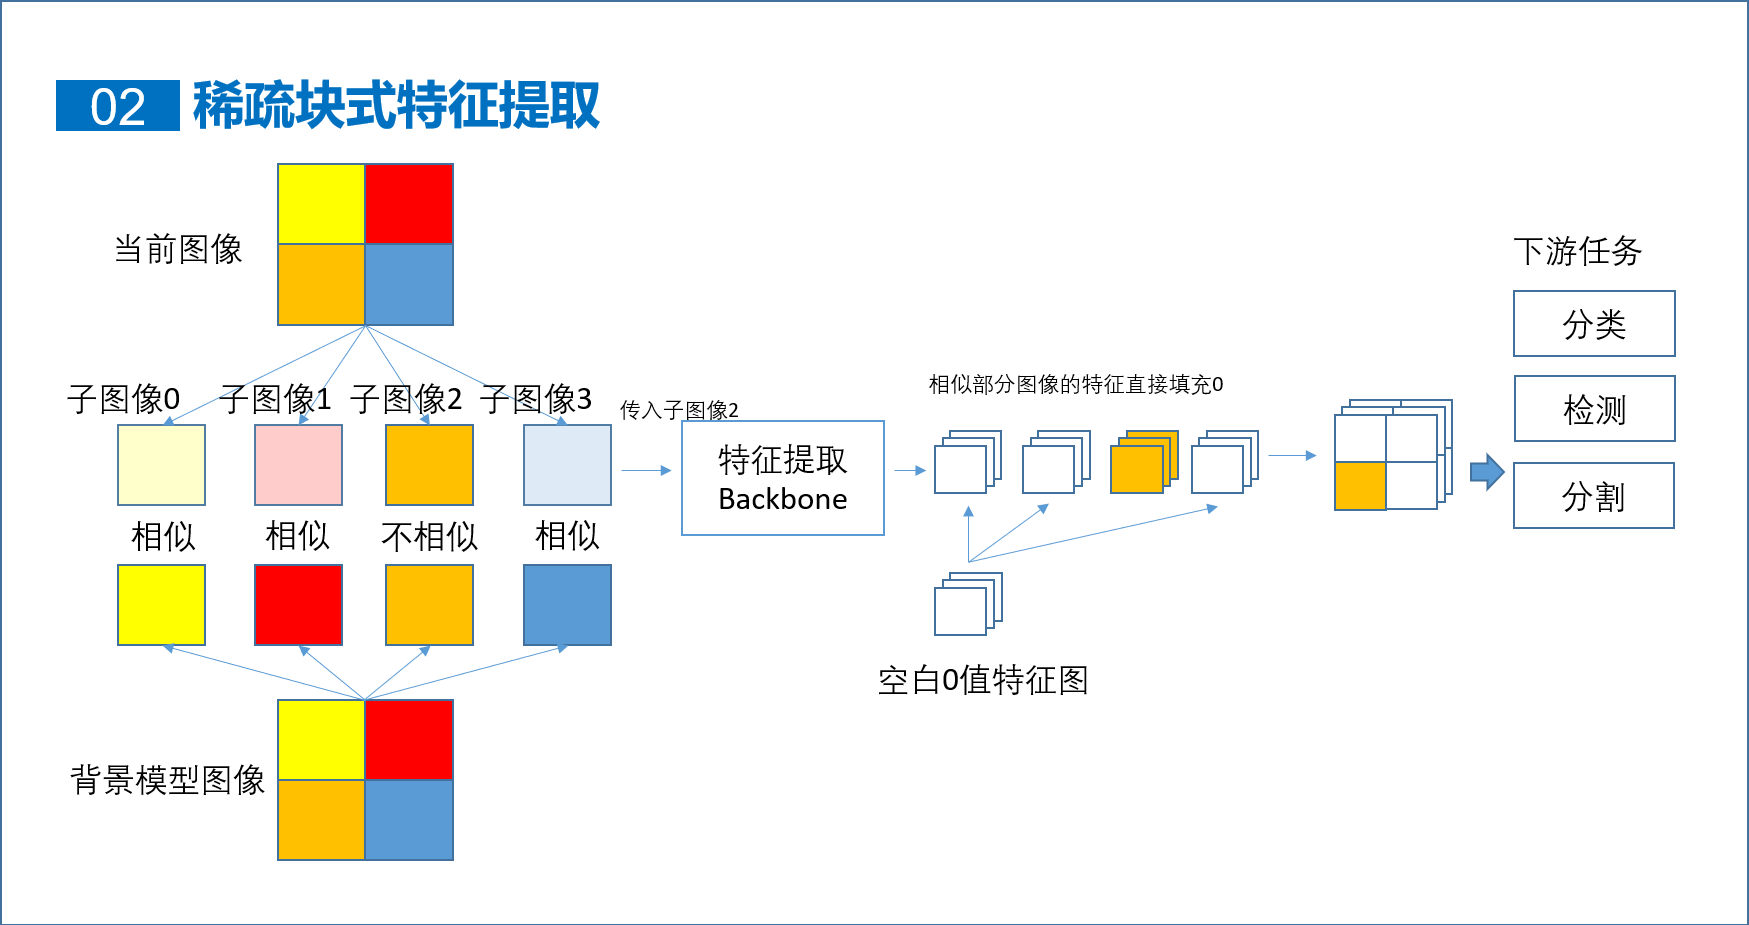 02 稀疏块式特征提取
当前图像
子图像0
子图像1
子图像2
子图像3
相似
相似
不相似
相似
背景模型图像
传入子图像2
特征提取
Backbone
相似部分图像的特征直接填充0
空白0值特征图
下游任务
分类
检测
分割